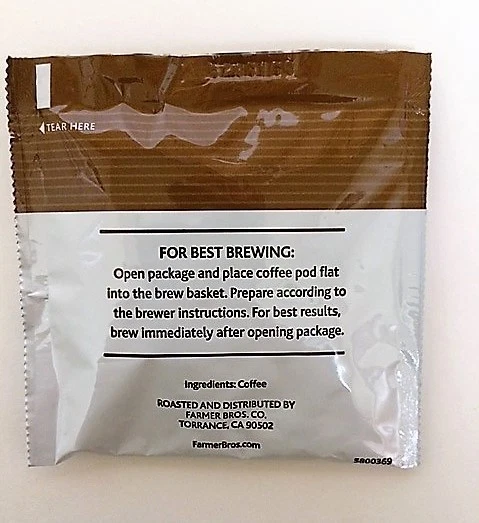 TEAR HERE
FOR BEST BREWING:
Open package and place coffee pod flat
into the brew basket. Prepare according to
the brewer instructions. For best results,
brew immediately after opening package.
Ingredients: Coffee
ROASTED AND DISTRIBUTED BY
FARMER BROS. CO.
TORRANCE, CA 90502
FarmerBros.com
5800369